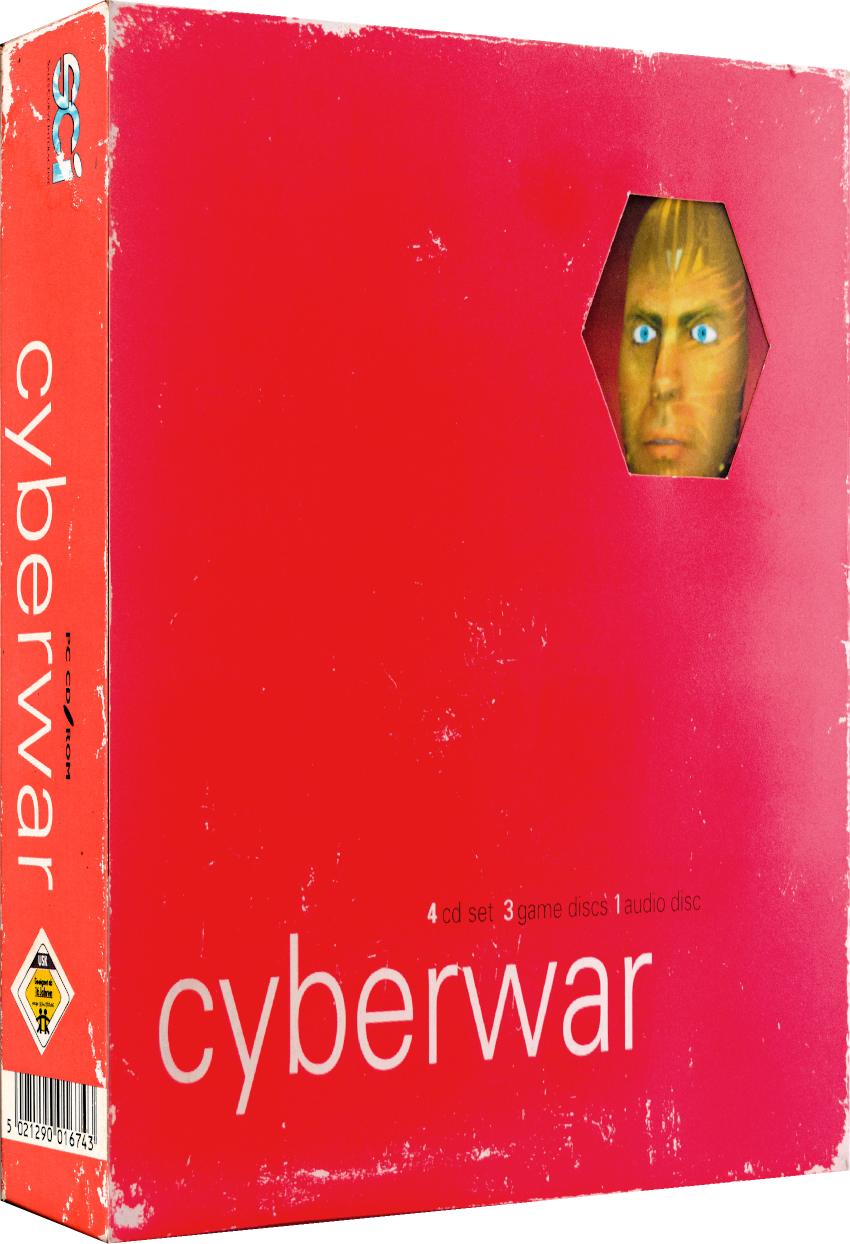 SCi
cyberwar
PC CD/ROM
USK
5 021290 016743
4 cd set 3 game discs 1 audio disc
cyberwar